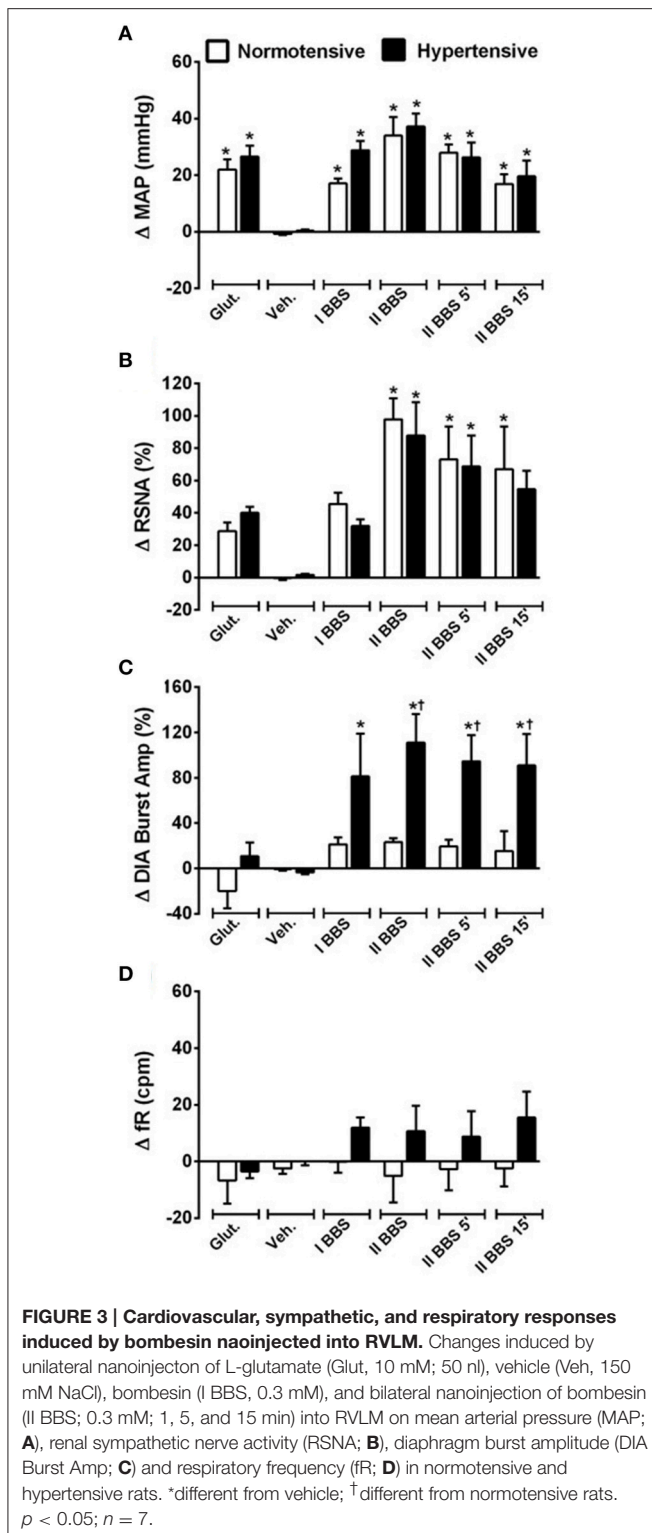 A
Normotensive Hypertensive
Δ MAP (mmHg)
60
40
20
0
-20
* * * * * * * * * *
Glut. Veh. I BBS II BBS II BBS 5' II BBS 15'
B
Δ RSNA (%)
120
100
80
60
40
20
0
-20
* * * * *
Glut. Veh. I BBS II BBS II BBS 5' II BBS 15'
C
Δ DIA Burst Amp (%)
160
120
80
40
0
-40
* *† *† *†
Glut. Veh. I BBS II BBS II BBS 5' II BBS 15'
D
Δ fR (cpm)
60
40
20
0
-20
Glut. Veh. I BBS II BBS II BBS 5' II BBS 15'
FIGURE 3 | Cardiovascular, sympathetic, and respiratory responses
induced by bombesin naoinjected into RVLM. Changes induced by
unilateral nanoinjecton of L-glutamate (Glut, 10 mM; 50 nl), vehicle (Veh, 150
mM NaCl), bombesin (I BBS, 0.3 mM), and bilateral nanoinjection of bombesin
(II BBS; 0.3 mM; 1, 5, and 15 min) into RVLM on mean arterial pressure (MAP;
A), renal sympathetic nerve activity (RSNA; B), diaphragm burst amplitude (DIA
Burst Amp; C) and respiratory frequency (fR; D) in normotensive and
hypertensive rats. *different from vehicle; †different from normotensive rats.
p < 0.05; n = 7.